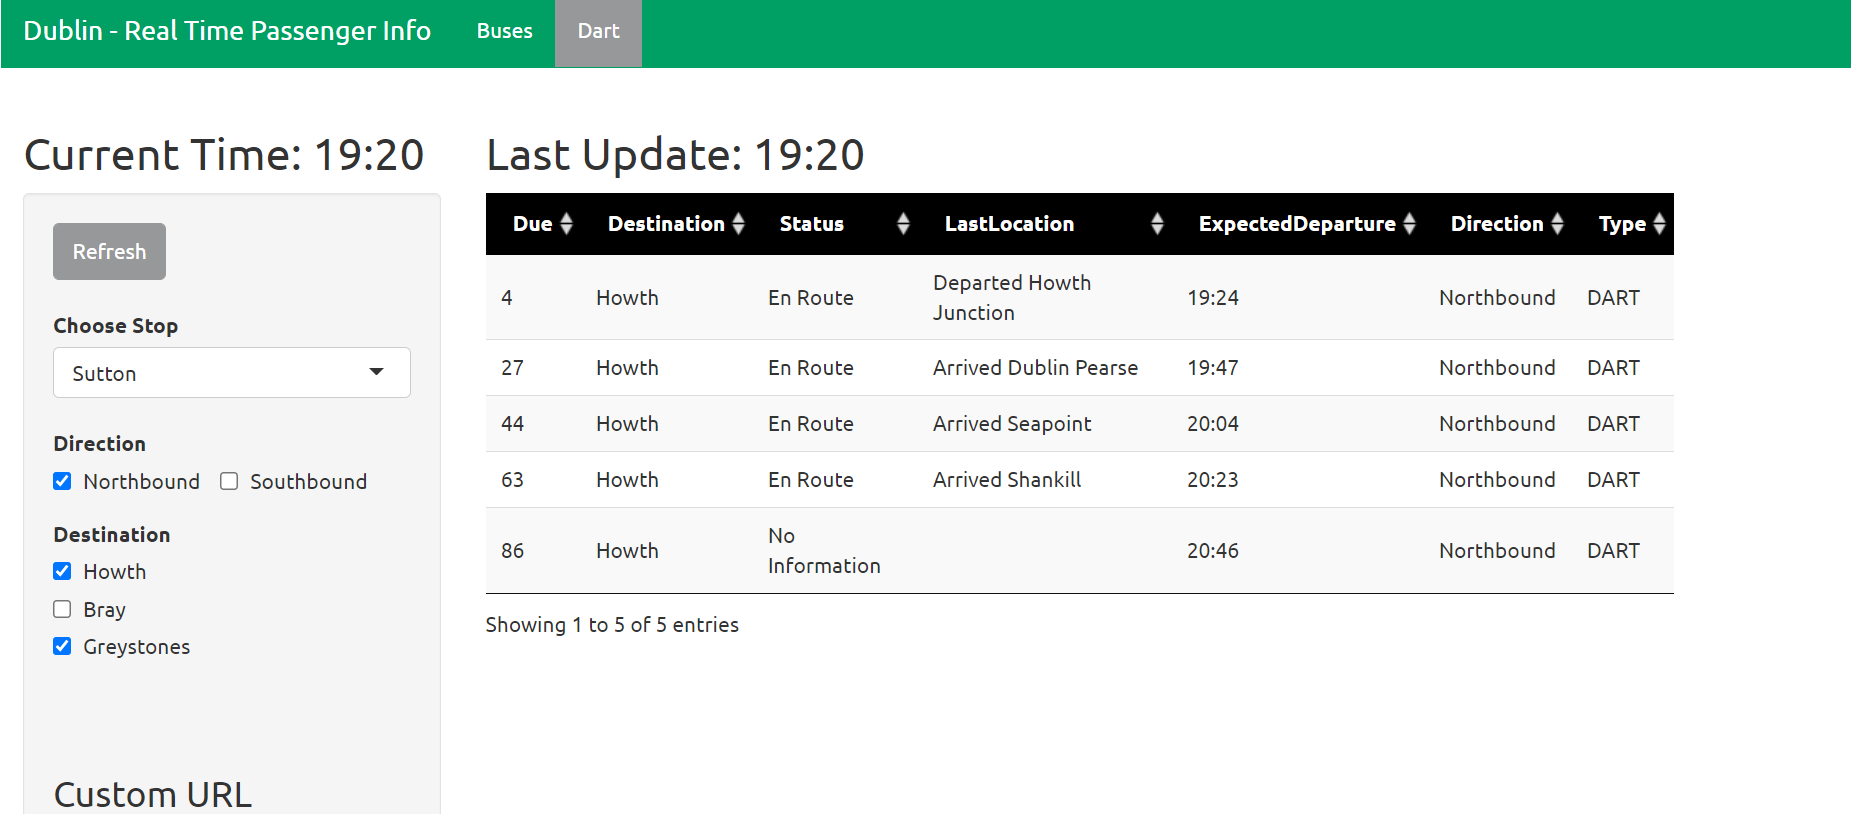 Dublin - Real Time Passenger Info Buses Dart
Current Time: 19:20
Refresh
Choose Stop
Sutton
Direction
Northbound Southbound
Destination
Howth
Bray
Greystones
Custom URL
Last Update: 19:20
Due Destination Status LastLocation ExpectedDeparture Direction Type
4 Howth En Route Departed Howth 19:24 Northbound DART
Junction
27 Howth En Route Arrived Dublin Pearse 19:47 Northbound DART
44 Howth En Route Arrived Seapoint 20:04 Northbound DART
63 Howth En Route Arrived Shankill 20:23 Northbound DART
86 Howth No 20:46 Northbound DART
Information
Showing 1 to 5 of 5 entries